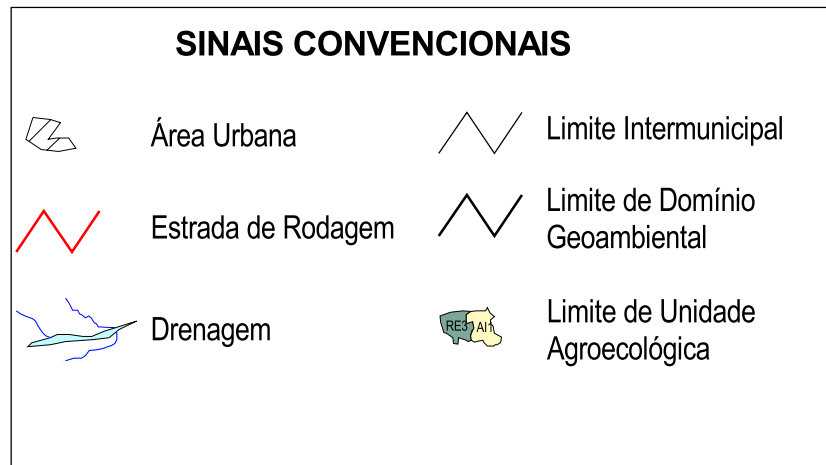 SINAIS CONVENCIONAIS
Área Urbana
Estrada de Rodagem
Drenagem
Limite Intermunicipal
Limite de Domínio
Geoambiental
RE3 AI1
Limite de Unidade
Agroecológica